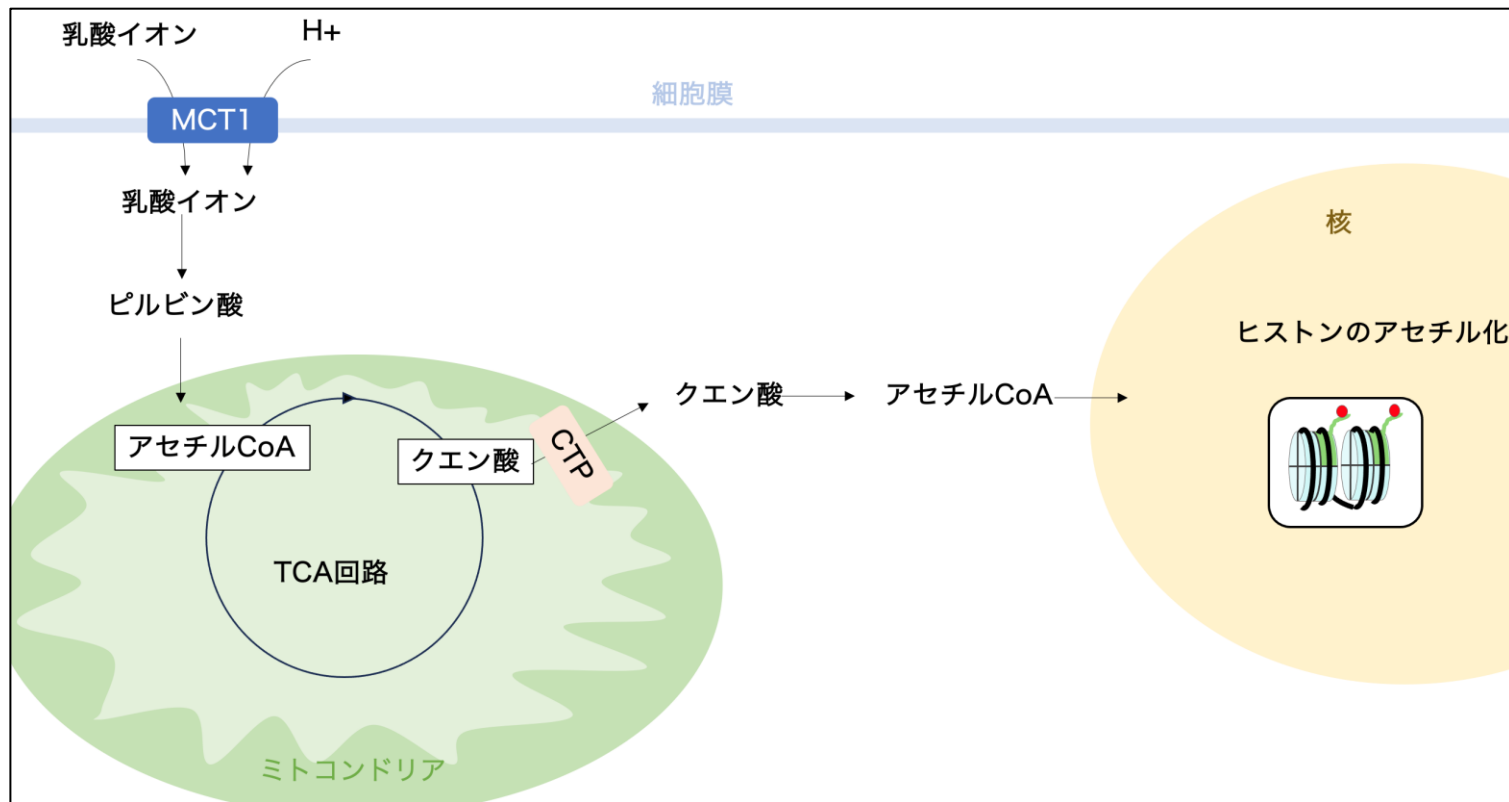 乳酸イオン
H+
細胞膜
MCT1
乳酸イオン
核
ピルビン酸
ヒストンのアセチル化
クエン酸
アセチルCoA
アセチルCoA
クエン酸
CTP
TCA回路
ミトコンドリア